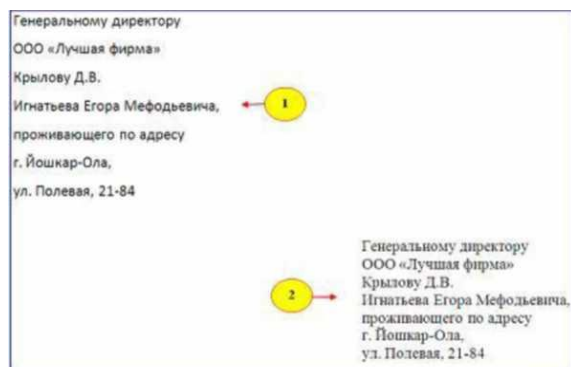 Генеральному директору
ООО «Лучшая фирма»
Крылову Д.В.
Игнатьева Егора Мефодьевича,
1
проживающего по адресу
г. Йошкар-Ола,
ул. Полевая, 21-84
Генеральному директору
ООО «Лучшая фирма»
Крылову Д.В.
2
Игнатьева Егора Мефодьевича,
проживающего по адресу
г. Йошкар-Ола,
ул. Полевая, 21-84